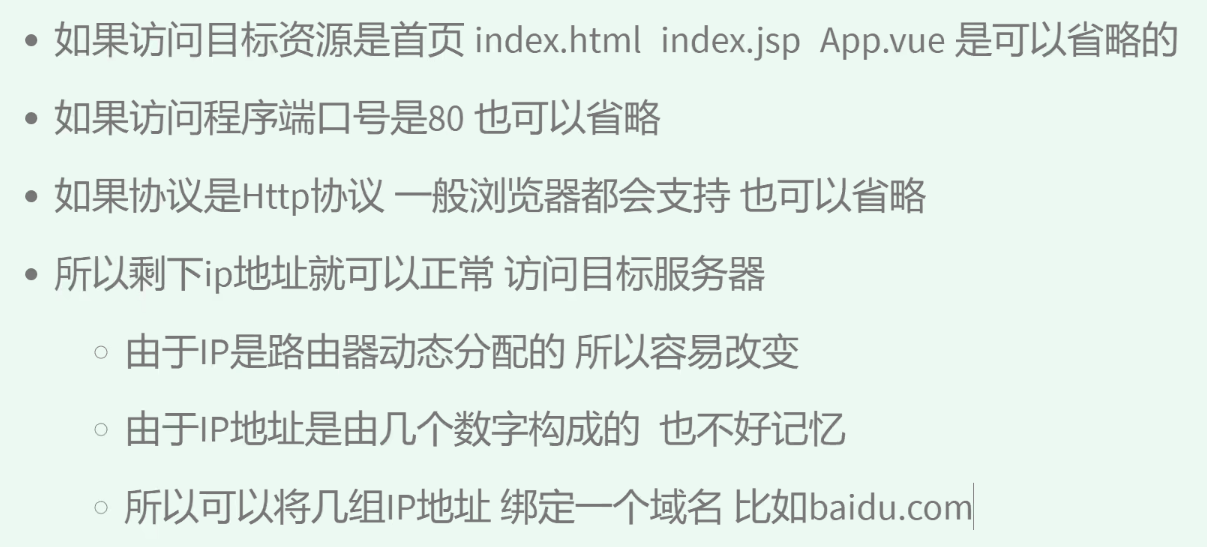 如果访问目标资源是首页 index.html index.jsp App.vue 是可以省略的
如果访问程序端口号是80 也可以省略
如果协议是Http协议 一般浏览器都会支持 也可以省略
所以剩下ip地址就可以正常 访问目标服务器
由于IP是路由器动态分配的 所以容易改变
由于IP地址是由几个数字构成的 也不好记忆
所以可以将几组IP地址 绑定一个域名 比如baidu.com